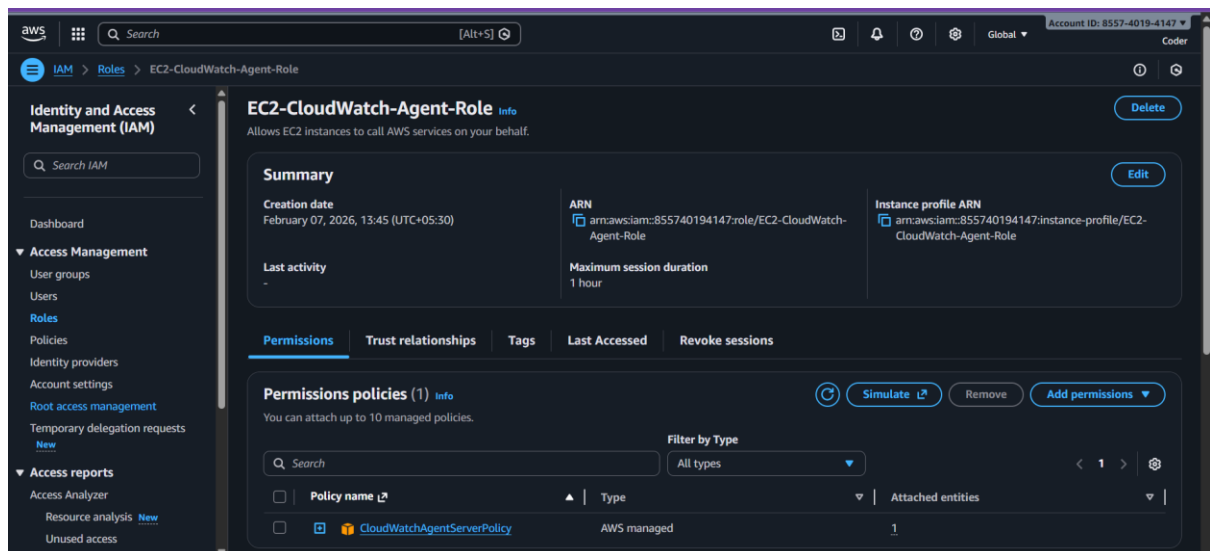 aws
Search [Alt+S]
Global ▼
Account ID: 8557-4019-4147 ▼
Coder
IAM > Roles > EC2-CloudWatch-Agent-Role
Identity and Access Management (IAM)
Search IAM
Dashboard
Access Management
User groups
Users
Roles
Policies
Identity providers
Account settings
Root access management
Temporary delegation requests
New
Access reports
Access Analyzer
Resource analysis New
Unused access
EC2-CloudWatch-Agent-Role Info
Delete
Allows EC2 instances to call AWS services on your behalf.
Summary
Edit
Creation date
February 07, 2026, 13:45 (UTC+05:30)
ARN
arn:aws:iam::855740194147:role/EC2-CloudWatch-
Agent-Role
Instance profile ARN
arn:aws:iam::855740194147:instance-profile/EC2-
CloudWatch-Agent-Role
Last activity
-
Maximum session duration
1 hour
Permissions Trust relationships Tags Last Accessed Revoke sessions
Permissions policies (1) Info
Simulate Remove Add permissions ▼
You can attach up to 10 managed policies.
Filter by Type
Search All types
< 1 >
Policy name Type Attached entities
CloudWatchAgentServerPolicy AWS managed 1